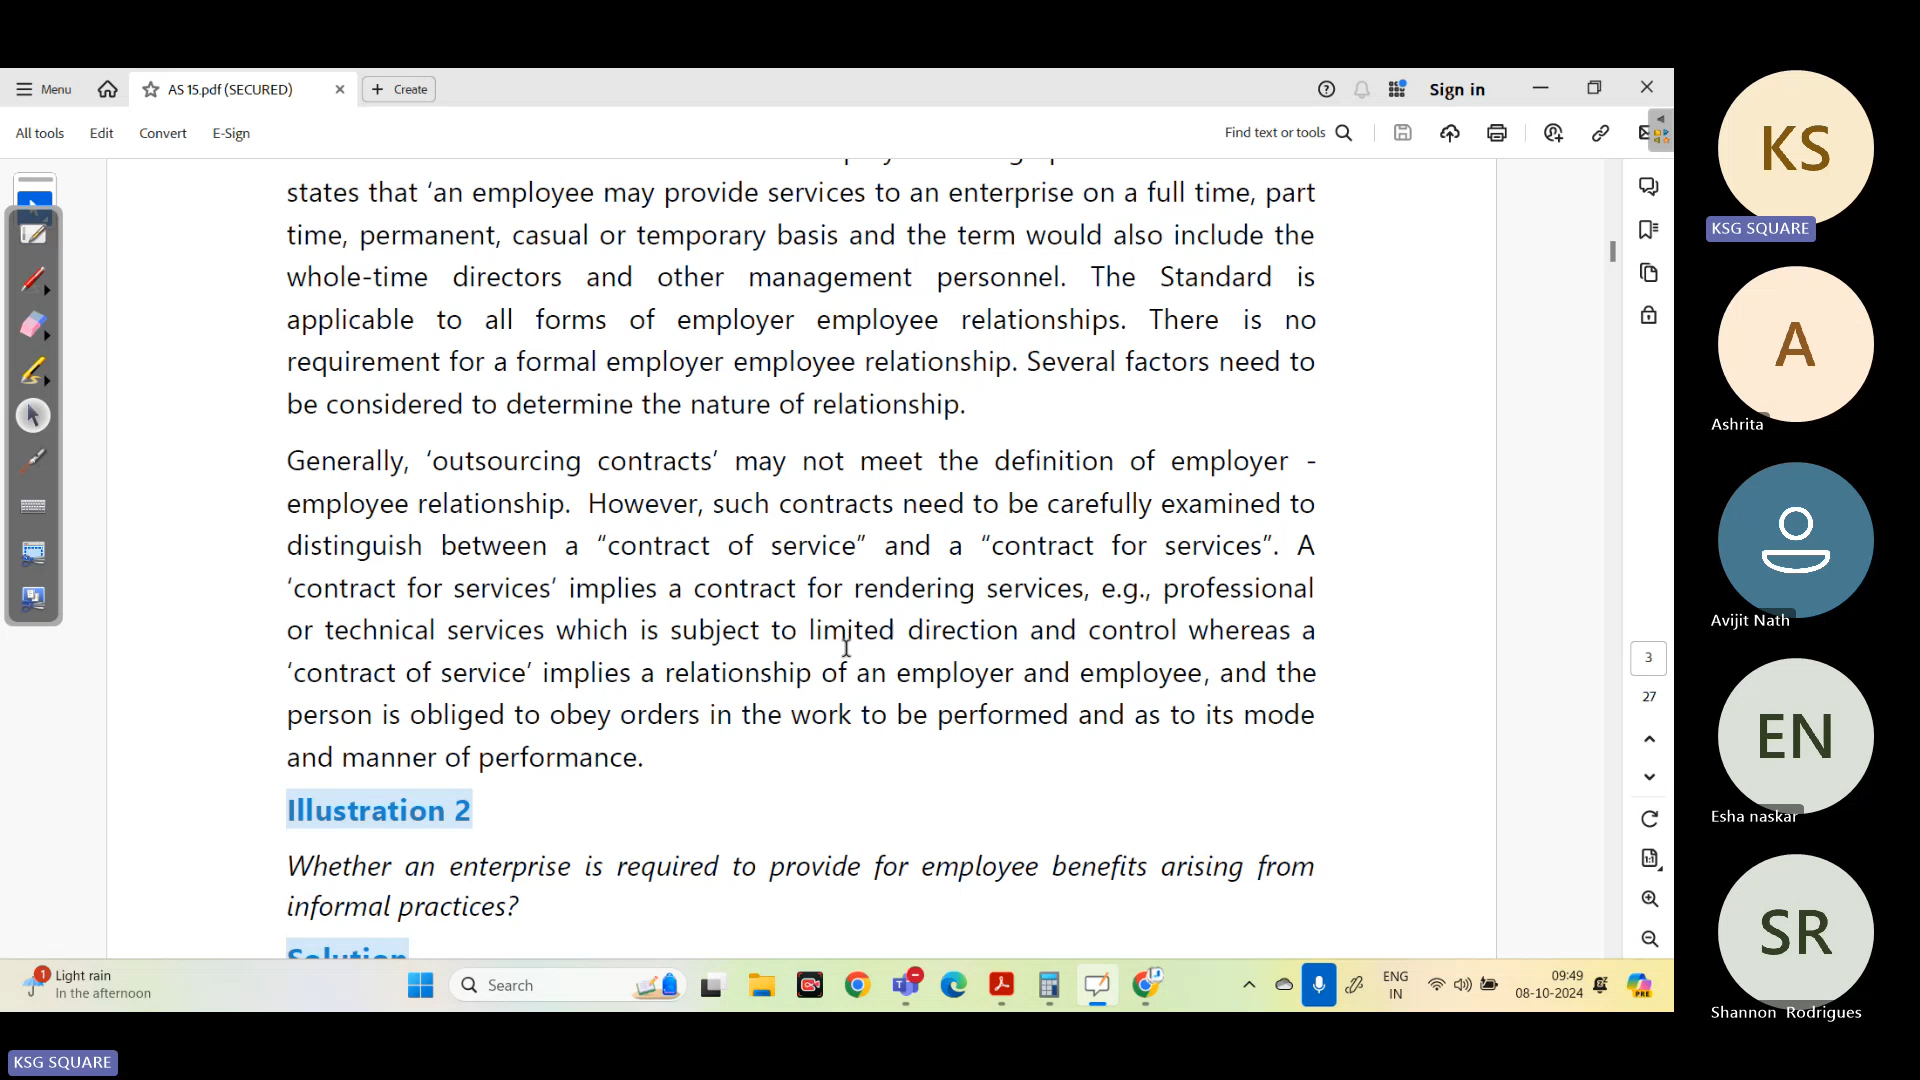 Menu
AS 15.pdf (SECURED)
Create
Sign in
All tools
Edit
Convert
E-Sign
Find text or tools
states that ‘an employee may provide services to an enterprise on a full time, part
time, permanent, casual or temporary basis and the term would also include the
whole-time directors and other management personnel. The Standard is
applicable to all forms of employer employee relationships. There is no
requirement for a formal employer employee relationship. Several factors need to
be considered to determine the nature of relationship.
Generally, ‘outsourcing contracts’ may not meet the definition of employer -
employee relationship. However, such contracts need to be carefully examined to
distinguish between a “contract of service” and a “contract for services”. A
‘contract for services’ implies a contract for rendering services, e.g., professional
or technical services which is subject to limited direction and control whereas a
‘contract of service’ implies a relationship of an employer and employee, and the
person is obliged to obey orders in the work to be performed and as to its mode
and manner of performance.
Illustration 2
Whether an enterprise is required to provide for employee benefits arising from
informal practices?
Solution
3
27
1
Light rain
In the afternoon
Search
ENG
IN
09:49
08-10-2024
PRE
KS
KSG SQUARE
A
Ashrita
Avijit Nath
EN
Esha naskar
SR
Shannon Rodrigues
KSG SQUARE